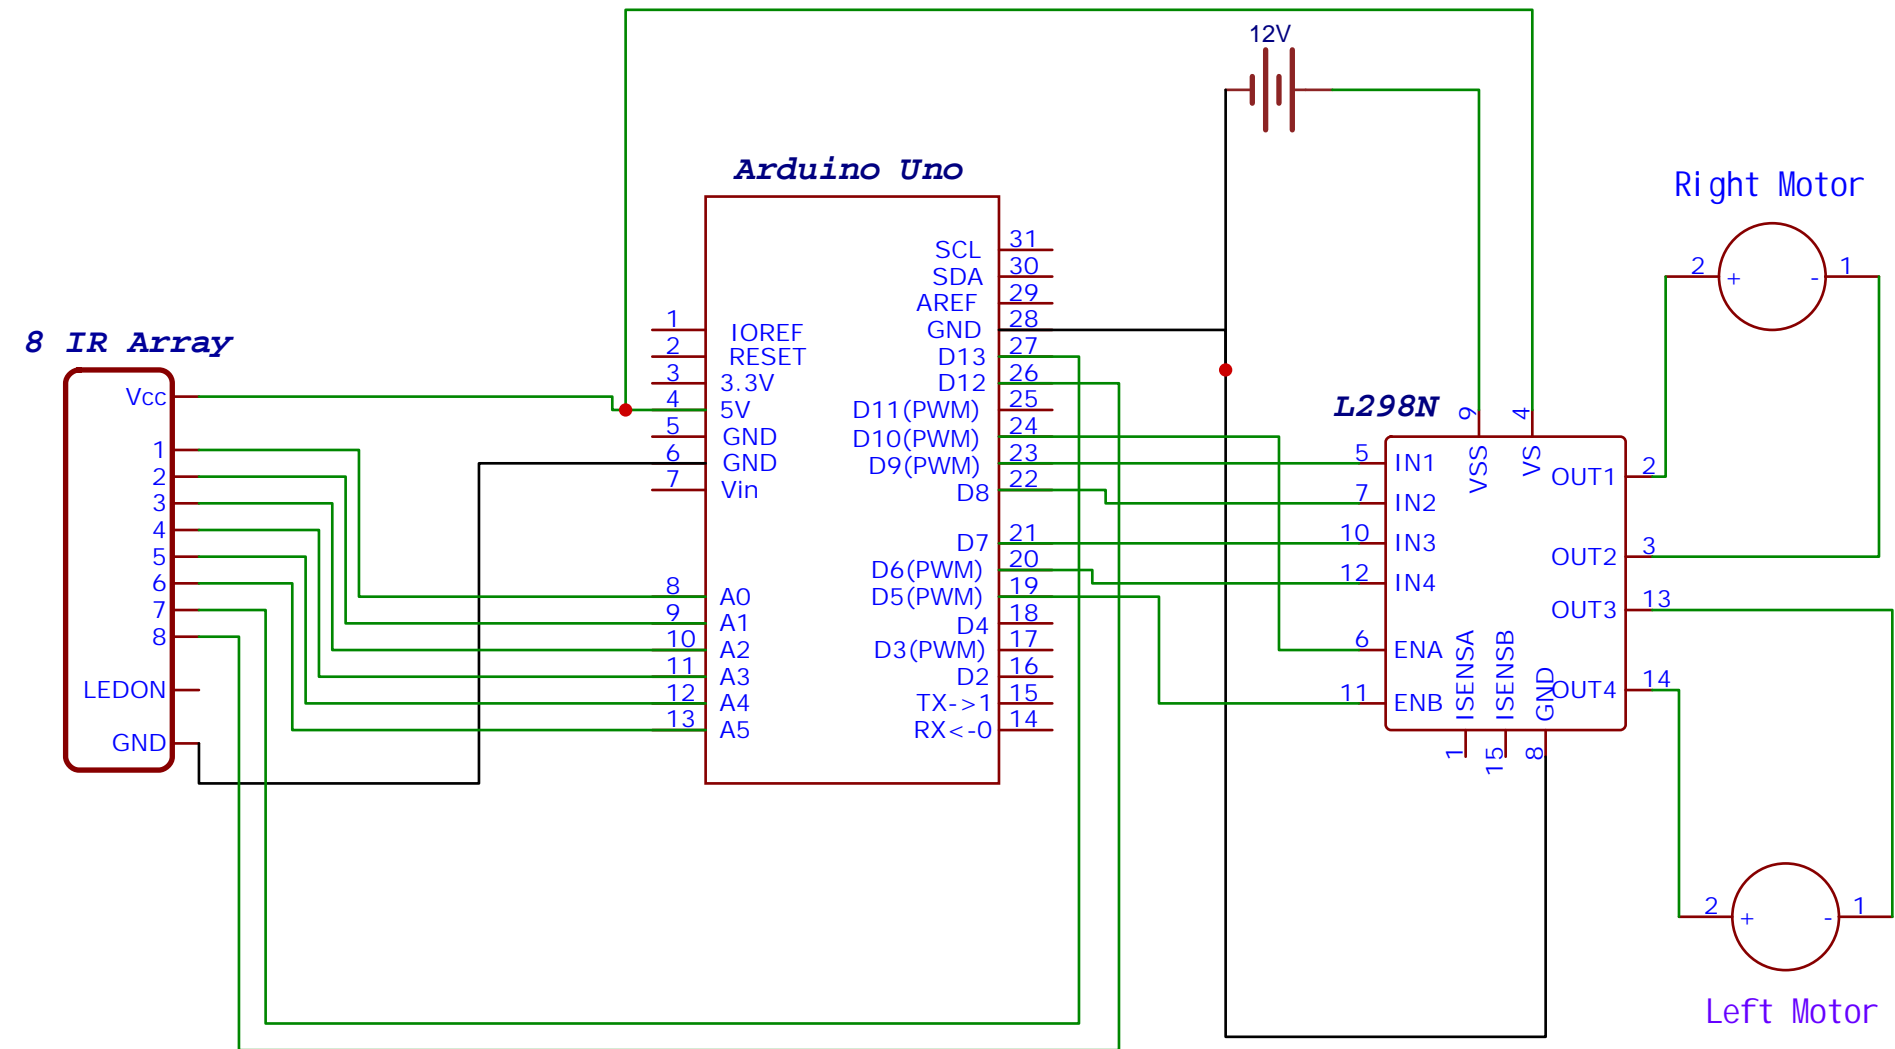 12V
Arduino Uno
Right Motor
8 IR Array
L298N
Left Motor
Vcc
1
2
3
4
5
6
7
8
LEDON
GND
1 IOREF
2 RESET
3 3.3V
4 5V
5 GND
6 GND
7 Vin
8 A0
9 A1
10 A2
11 A3
12 A4
13 A5
SCL 31
SDA 30
AREF 29
GND 28
D13 27
D12 26
D11(PWM) 25
D10(PWM) 24
D9(PWM) 23
D8 22
D7 21
D6(PWM) 20
D5(PWM) 19
D4 18
D3(PWM) 17
D2 16
TX->1 15
RX<-0 14
9 VSS
4 VS
5 IN1
7 IN2
10 IN3
12 IN4
6 ENA
11 ENB
ISENSA 1
ISENSB 15
GND 8
OUT1 2
OUT2 3
OUT3 13
OUT4 14
2 + - 1
2 + - 1